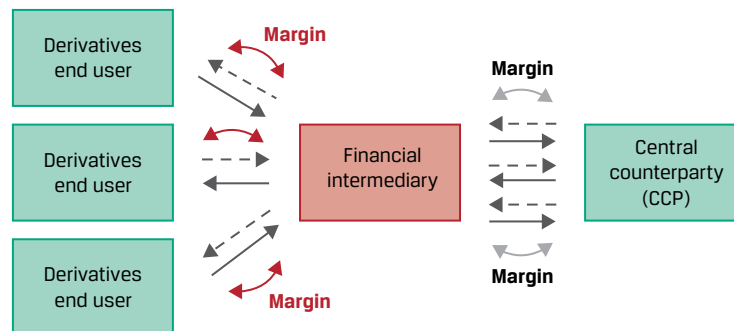 Derivatives
end user
Margin
Margin
Derivatives
end user
Financial
intermediary
Central
counterparty
(CCP)
Derivatives
end user
Margin
Margin